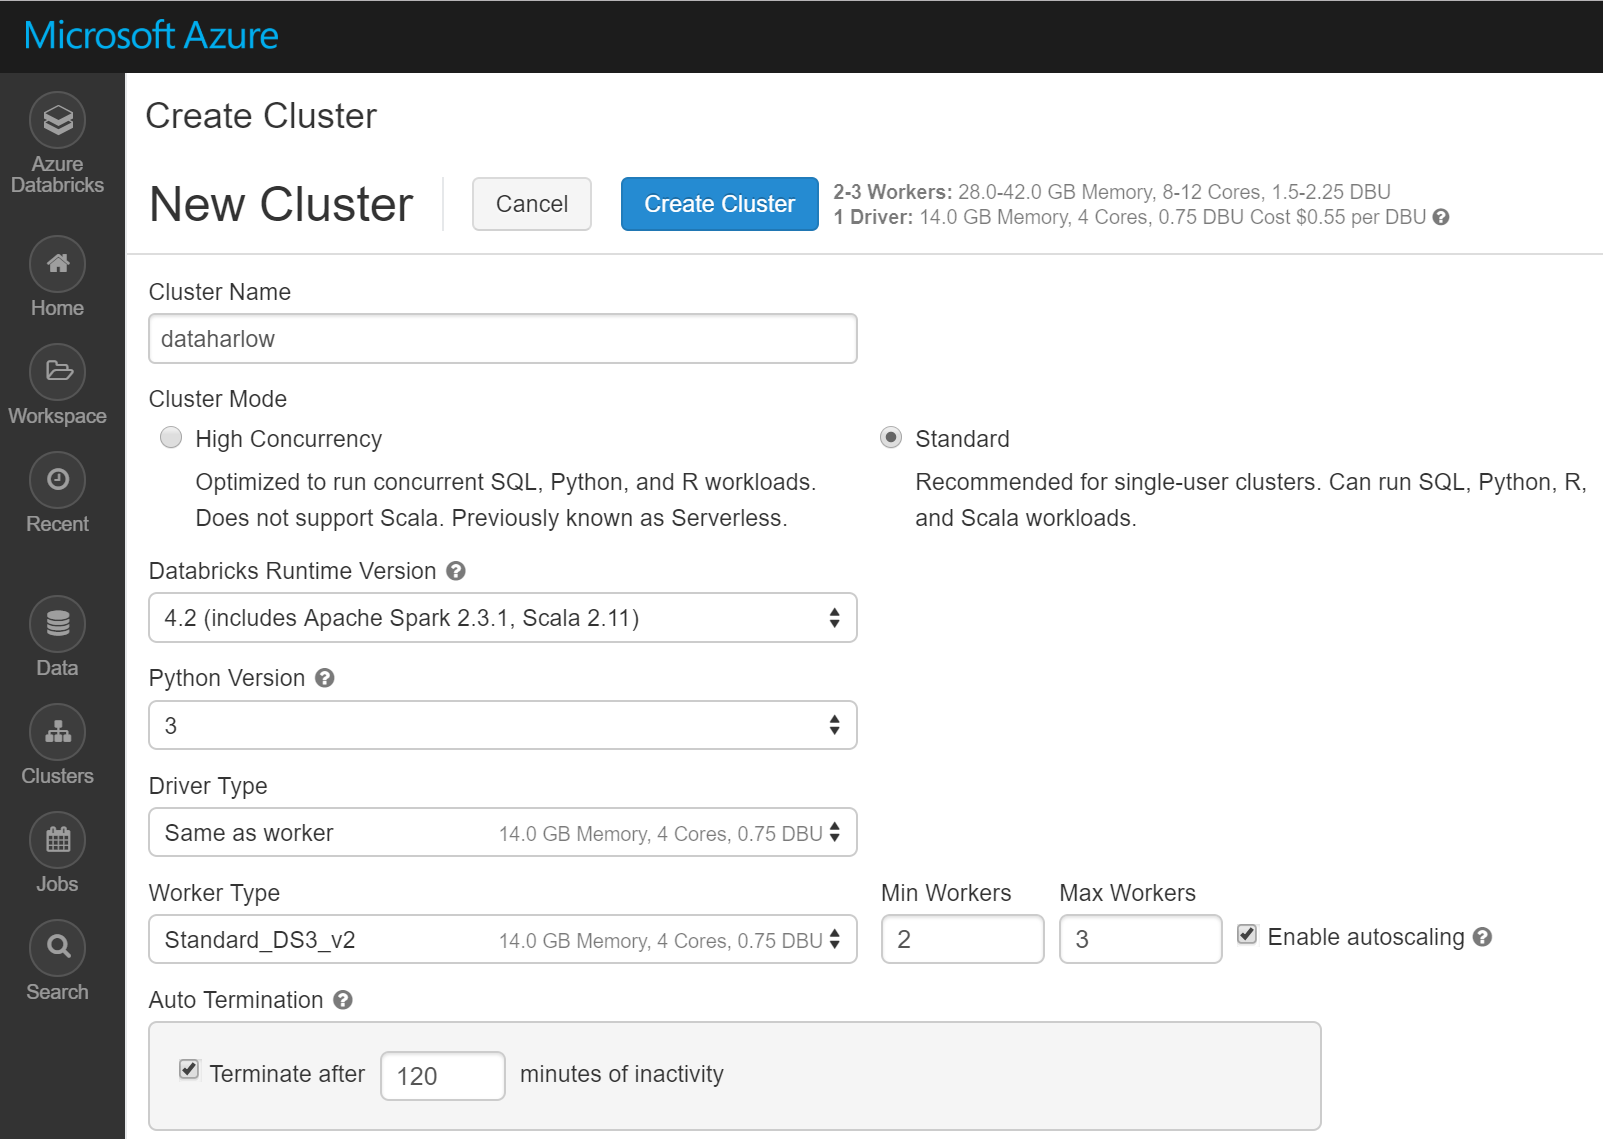 Microsoft Azure
Azure
Databricks
Home
Workspace
Recent
Data
Clusters
Jobs
Search
Create Cluster
New Cluster
Cancel
Create Cluster
2-3 Workers: 28.0-42.0 GB Memory, 8-12 Cores, 1.5-2.25 DBU
1 Driver: 14.0 GB Memory, 4 Cores, 0.75 DBU Cost $0.55 per DBU ?
Cluster Name
dataharlow
Cluster Mode
High Concurrency
Optimized to run concurrent SQL, Python, and R workloads.
Does not support Scala. Previously known as Serverless.
Standard
Recommended for single-user clusters. Can run SQL, Python, R,
and Scala workloads.
Databricks Runtime Version ?
4.2 (includes Apache Spark 2.3.1, Scala 2.11)
Python Version ?
3
Driver Type
Same as worker 14.0 GB Memory, 4 Cores, 0.75 DBU
Worker Type
Standard_DS3_v2 14.0 GB Memory, 4 Cores, 0.75 DBU
Min Workers
2
Max Workers
3
Enable autoscaling ?
Auto Termination ?
Terminate after 120 minutes of inactivity